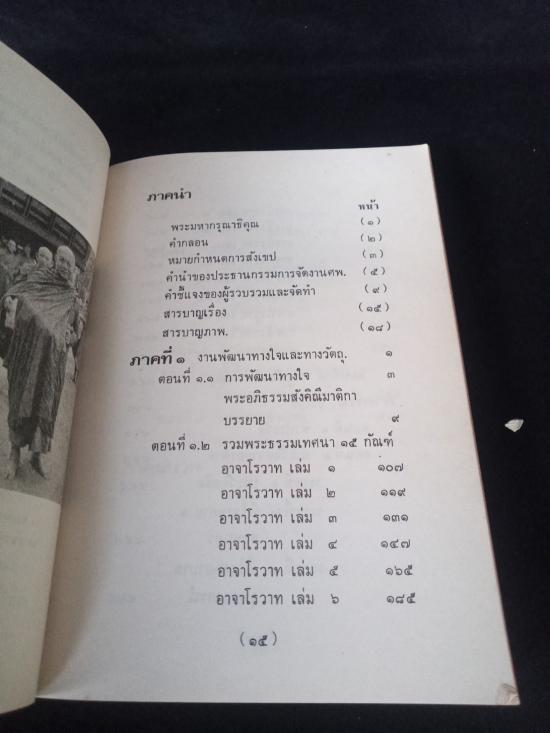 ภาคนำ
หน้า
พระมหากรุณาธิคุณ (๑)
คำกลอน (๒)
หมายกำหนดการสังเขป (๓)
คำนำของประธานกรรมการจัดงานศพ. (๕)
คำชี้แจงของผู้รวบรวมและจัดทำ (๙)
สารบาญเรื่อง (๑๕)
สารบาญภาพ. (๑๘)
ภาคที่ ๑ งานพัฒนาทางใจและทางวัตถุ. ๑
ตอนที่ ๑.๑ การพัฒนาทางใจ ๓
พระอภิธรรมสังคิณีมาติกา
บรรยาย ๙
ตอนที่ ๑.๒ รวมพระธรรมเทศนา ๑๕ กัณฑ์
อาจาโรวาท เล่ม ๑ ๑๐๗
อาจาโรวาท เล่ม ๒ ๑๑๙
อาจาโรวาท เล่ม ๓ ๑๓๑
อาจาโรวาท เล่ม ๔ ๑๔๗
อาจาโรวาท เล่ม ๕ ๑๖๕
อาจาโรวาท เล่ม ๖ ๑๘๕
(๑๕)